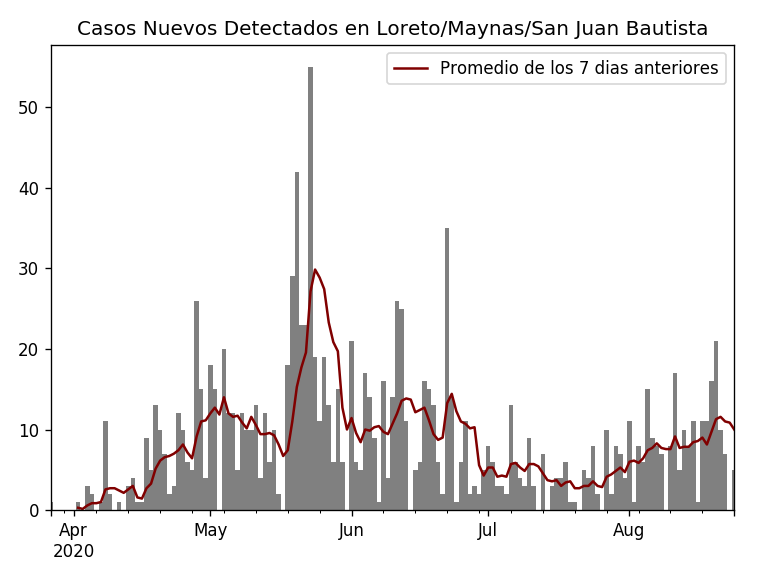 Casos Nuevos Detectados en Loreto/Maynas/San Juan Bautista
Promedio de los 7 dias anteriores
50
40
30
20
10
0
Apr May Jun Jul Aug
2020